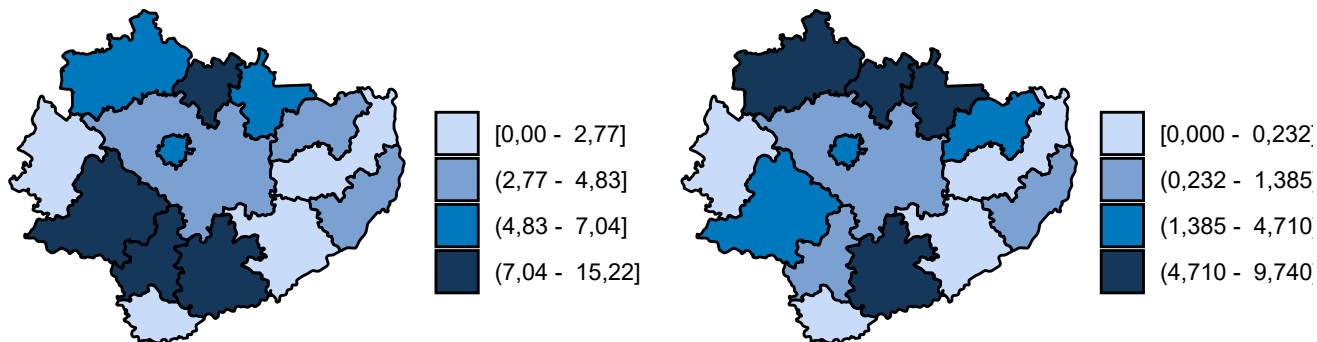 [0,00 - 2,77]
(2,77 - 4,83]
(4,83 - 7,04]
(7,04 - 15,22]
[0,000 - 0,232]
(0,232 - 1,385]
(1,385 - 4,710]
(4,710 - 9,740]